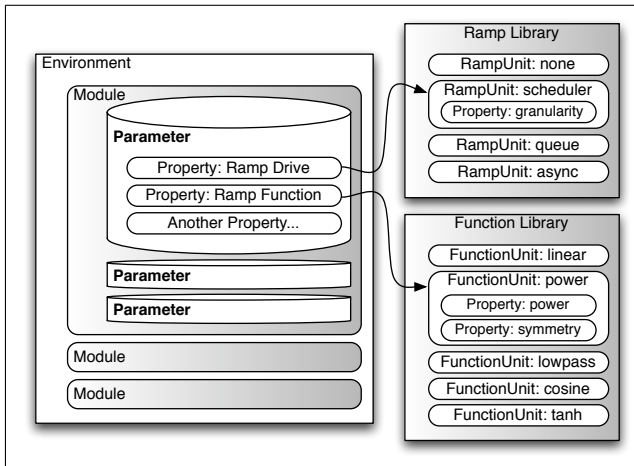 Environment
Module
Parameter
Property: Ramp Drive
Property: Ramp Function
Another Property...
Parameter
Parameter
Module
Module
Ramp Library
RampUnit: none
RampUnit: scheduler
Property: granularity
RampUnit: queue
RampUnit: async
Function Library
FunctionUnit: linear
FunctionUnit: power
Property: power
Property: symmetry
FunctionUnit: lowpass
FunctionUnit: cosine
FunctionUnit: tanh